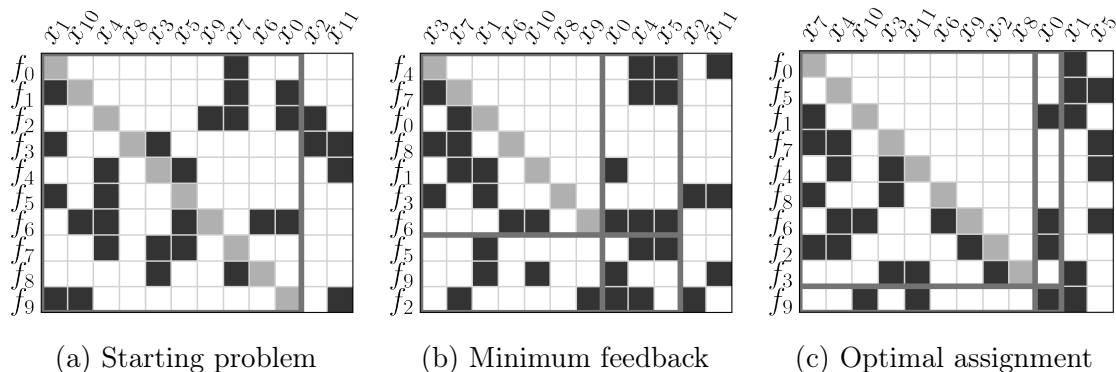 x1 x10 x4 x8 x3 x5 x9 x7 x6 x0 x2 x11
f0
f1
f2
f3
f4
f5
f6
f7
f8
f9
(a) Starting problem
x3 x7 x1 x6 x10 x8 x9 x0 x4 x5 x2 x11
f4
f7
f0
f8
f1
f3
f6
f5
f9
f2
(b) Minimum feedback
x7 x4 x10 x3 x11 x6 x9 x2 x8 x0 x1 x5
f0
f5
f1
f7
f4
f8
f6
f2
f3
f9
(c) Optimal assignment